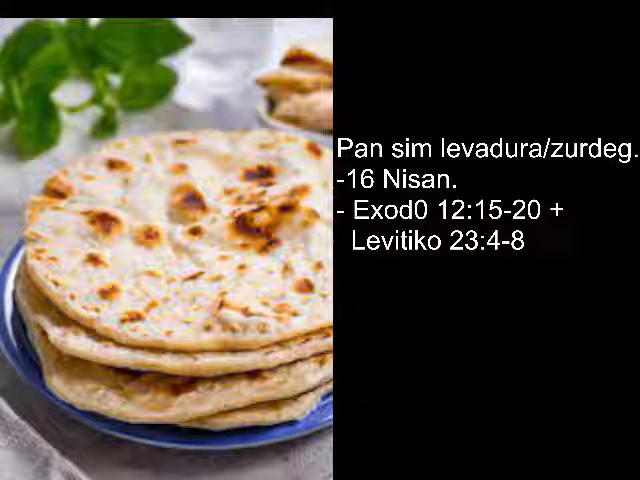 Pan sim levadura/zurdeg.
-16 Nisan.
- Exod0 12:15-20 +
Levitiko 23:4-8